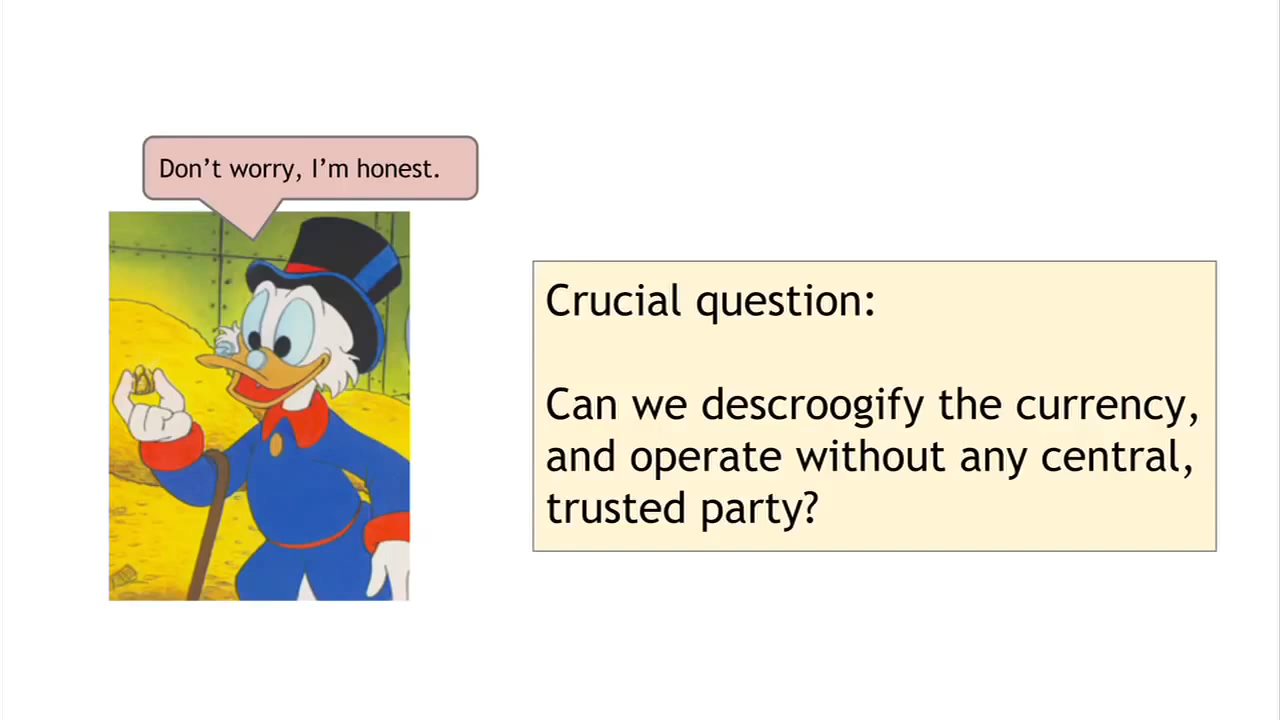 Don’t worry, I’m honest.
Crucial question:
Can we descroogify the currency,
and operate without any central,
trusted party?